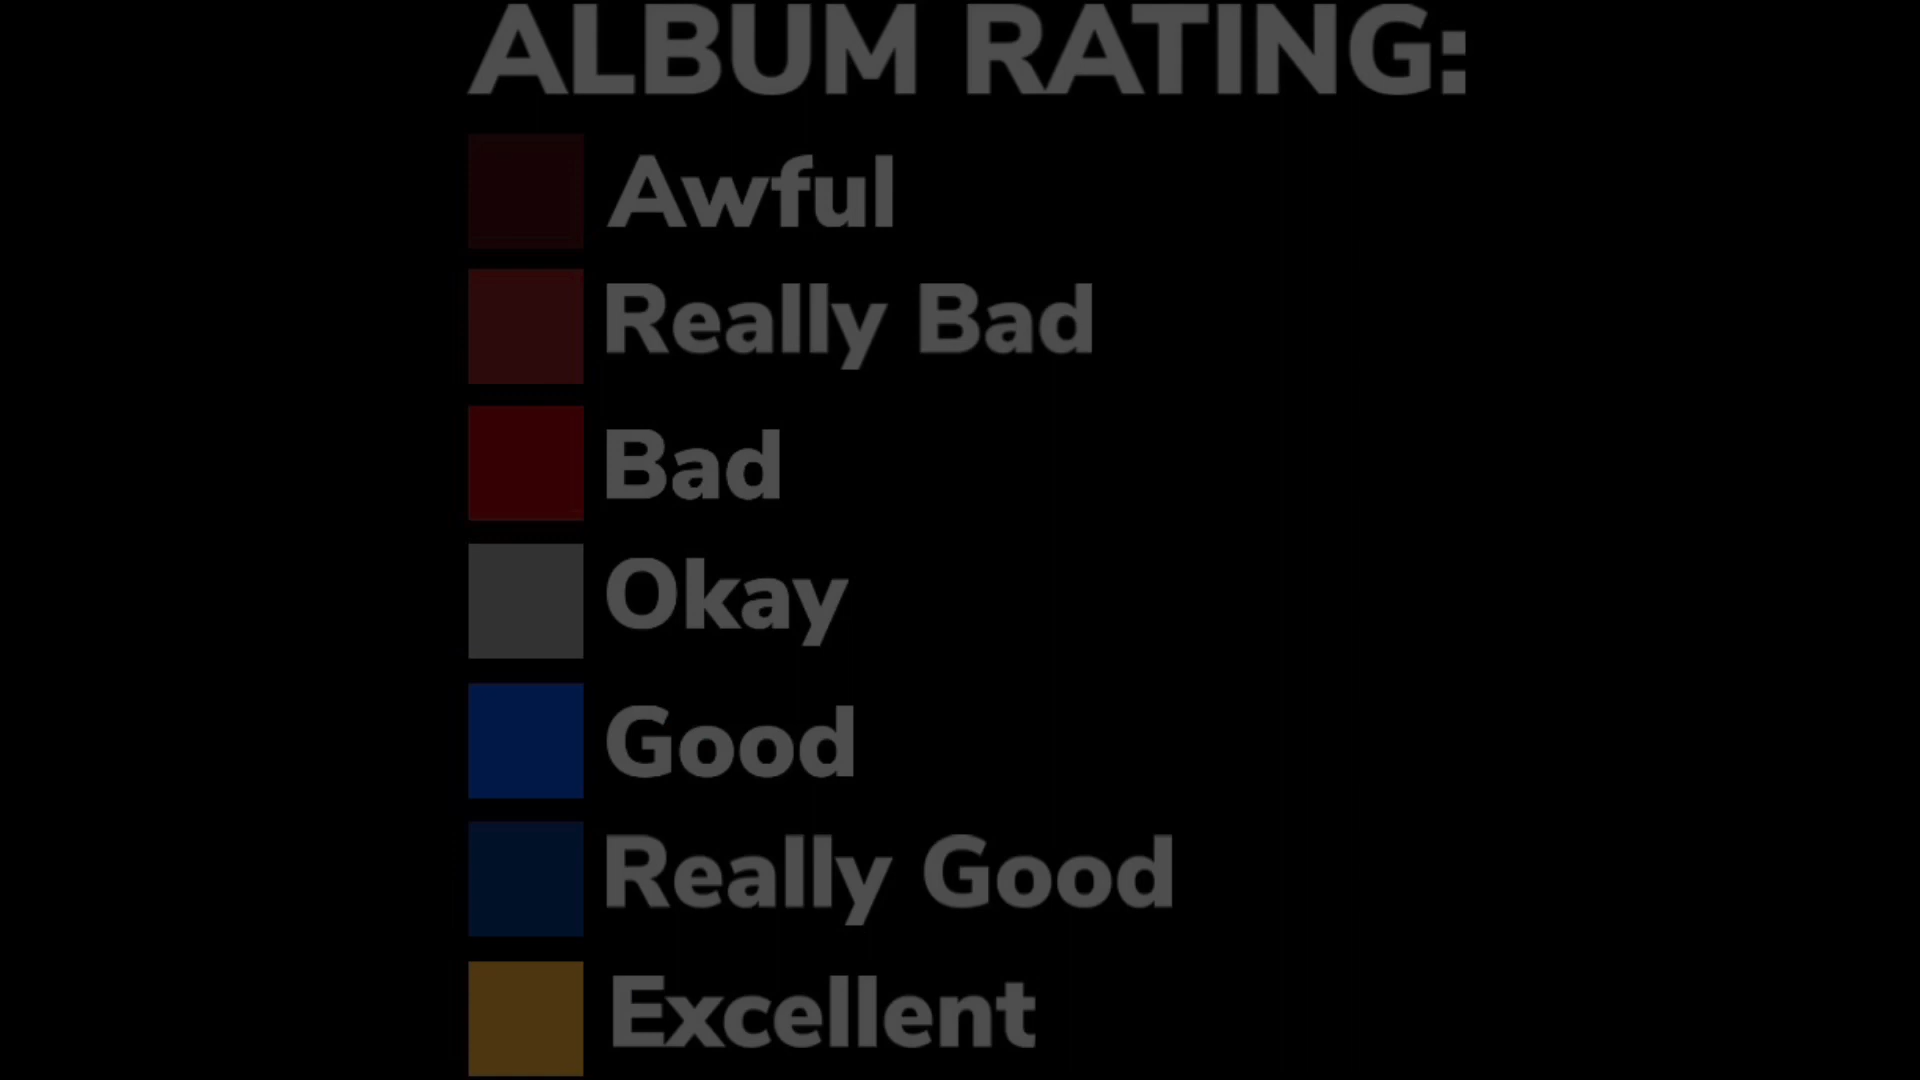 ALBUM RATING:
Awful
Really Bad
Bad
Okay
Good
Really Good
Excellent